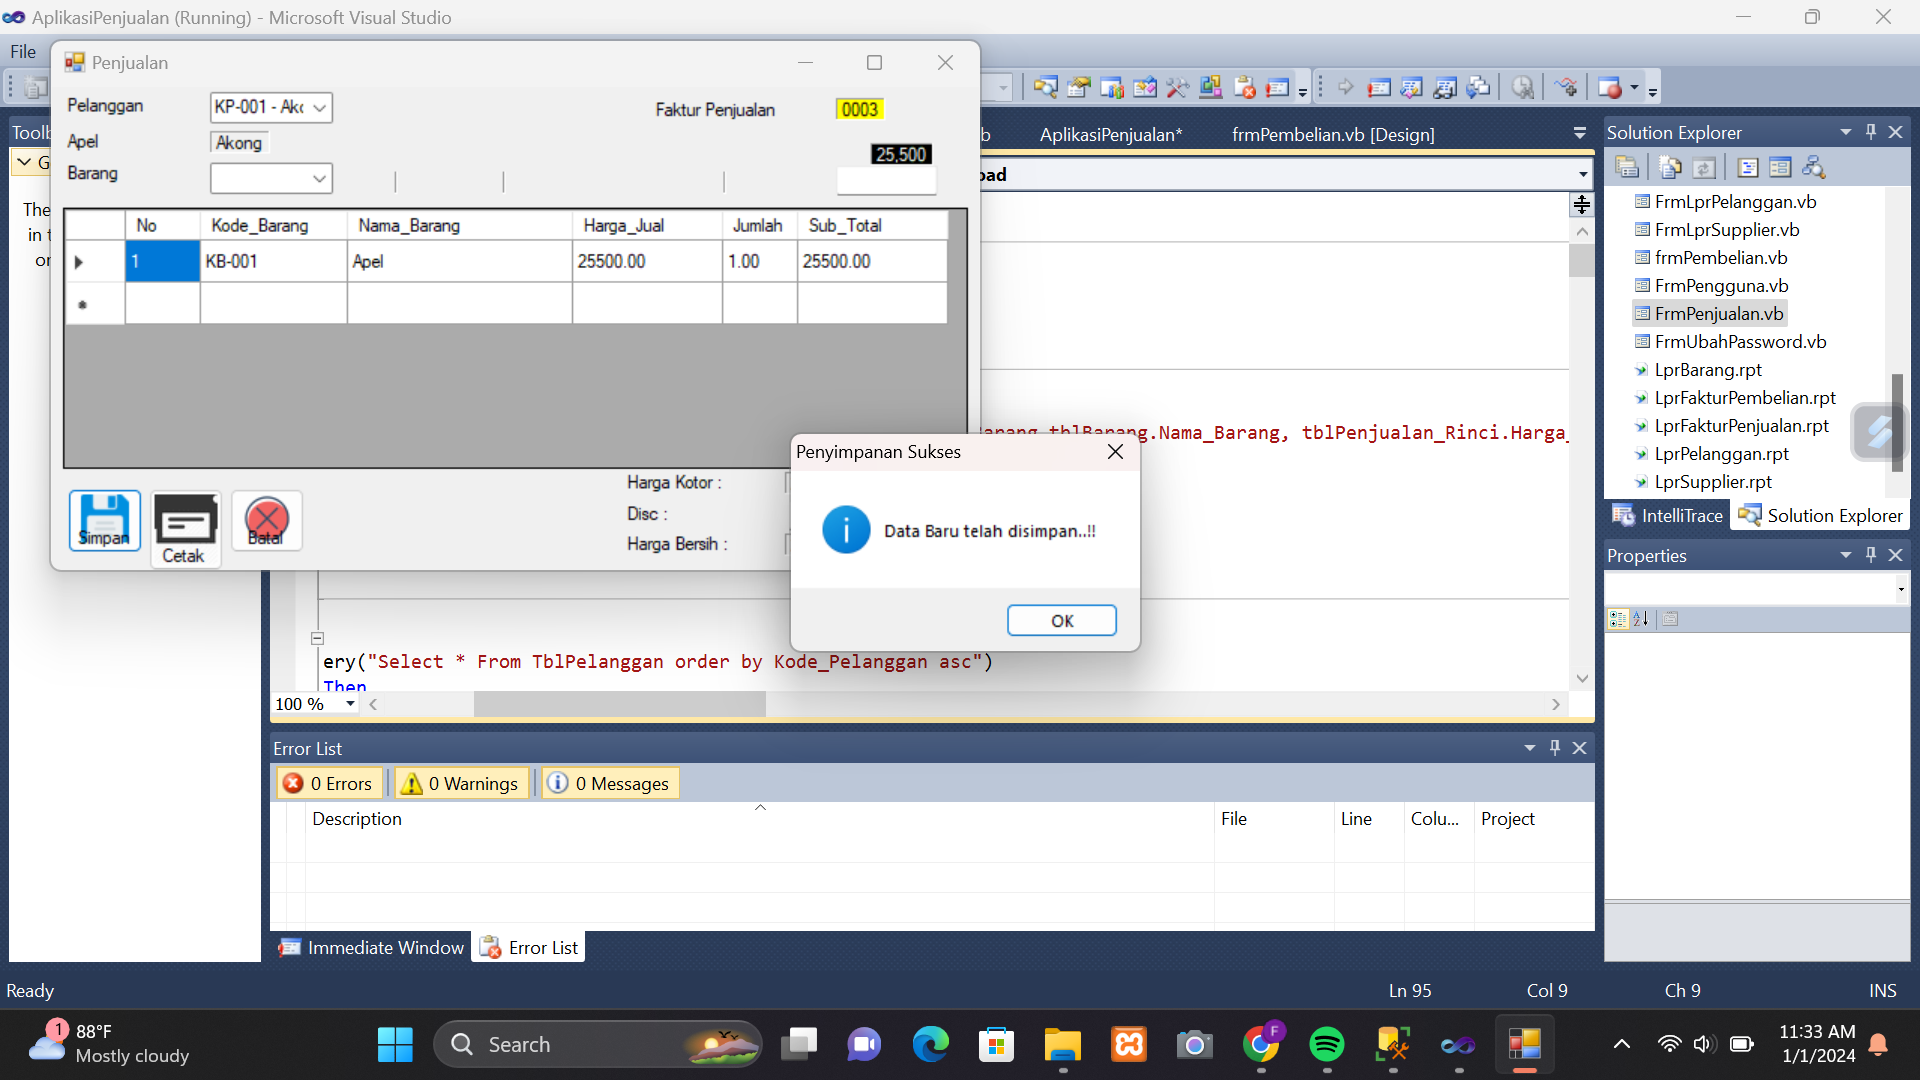 AplikasiPenjualan (Running) - Microsoft Visual Studio
File
Penjualan
Pelanggan
KP-001 - Akc
Faktur Penjualan
0003
Apel
Akong
25,500
Barang
No Kode_Barang Nama_Barang Harga_Jual Jumlah Sub_Total
1 KB-001 Apel 25500.00 1.00 25500.00
Harga Kotor :
Disc :
Harga Bersih :
Simpan
Cetak
Batal
Penyimpanan Sukses
Data Baru telah disimpan..!!
OK
Toolb
G
The
in t
or
b
AplikasiPenjualan*
frmPembelian.vb [Design]
oad
arang,tblBarang.Nama_Barang, tblPenjualan_Rinci.Harga_
ery("Select * From TblPelanggan order by Kode_Pelanggan asc")
Then
100 %
Error List
0 Errors
0 Warnings
0 Messages
Description File Line Colu... Project
Immediate Window
Error List
Solution Explorer
FrmLprPelanggan.vb
FrmLprSupplier.vb
frmPembelian.vb
FrmPengguna.vb
FrmPenjualan.vb
FrmUbahPassword.vb
LprBarang.rpt
LprFakturPembelian.rpt
LprFakturPenjualan.rpt
LprPelanggan.rpt
LprSupplier.rpt
IntelliTrace
Solution Explorer
Properties
Ready
Ln 95
Col 9
Ch 9
INS
1
88°F
Mostly cloudy
Search
F
11:33 AM
1/1/2024